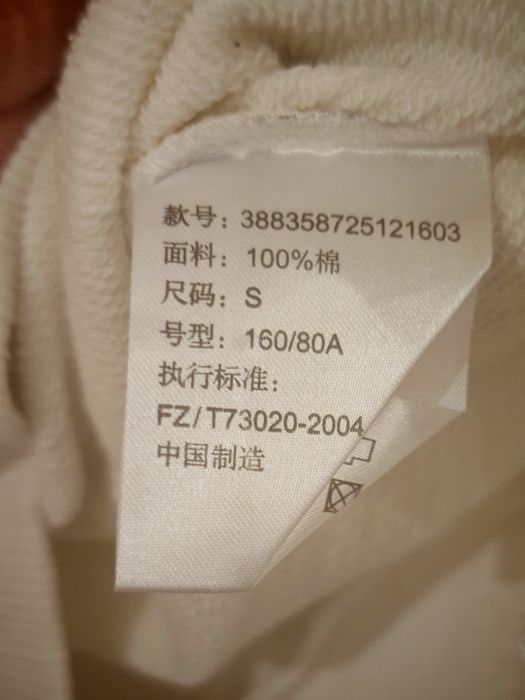 款号：388358725121603
面料：100%棉
尺码：S
号型：160/80A
执行标准：
FZ/T73020-2004
中国制造